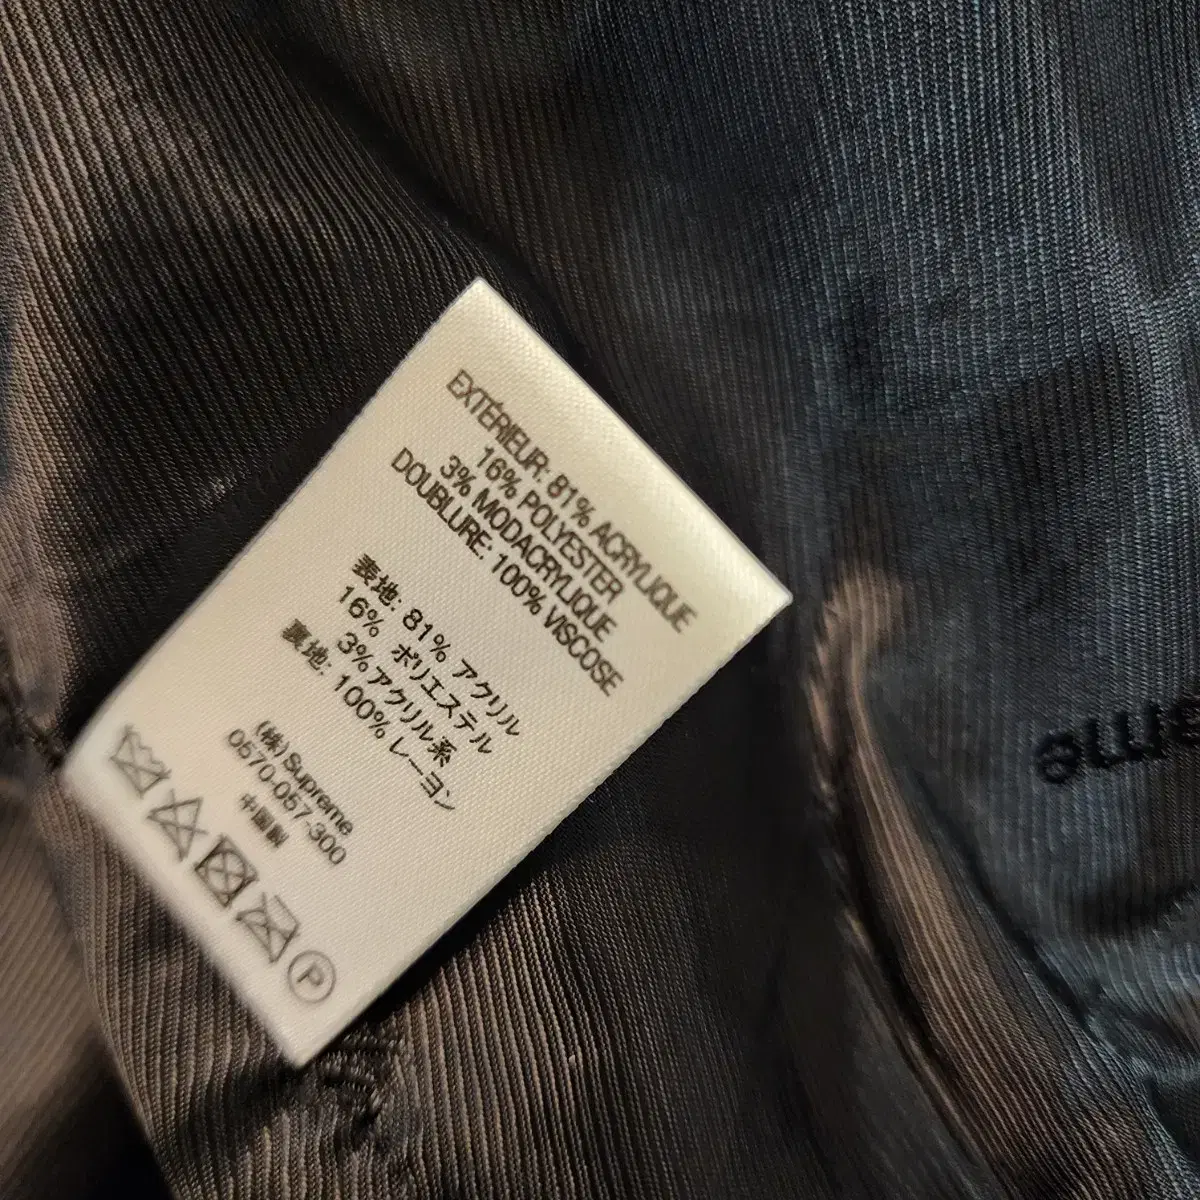 EXTÉRIEUR: 81% ACRYLIQUE
16% POLYESTER
3% MODACRYLIQUE
DOUBLURE: 100% VISCOSE
表地: 81% アクリル
16% ポリエステル
3%アクリル系
裏地: 100% レーヨン
(株) Supreme
0570-057-300
中国製
P
eme